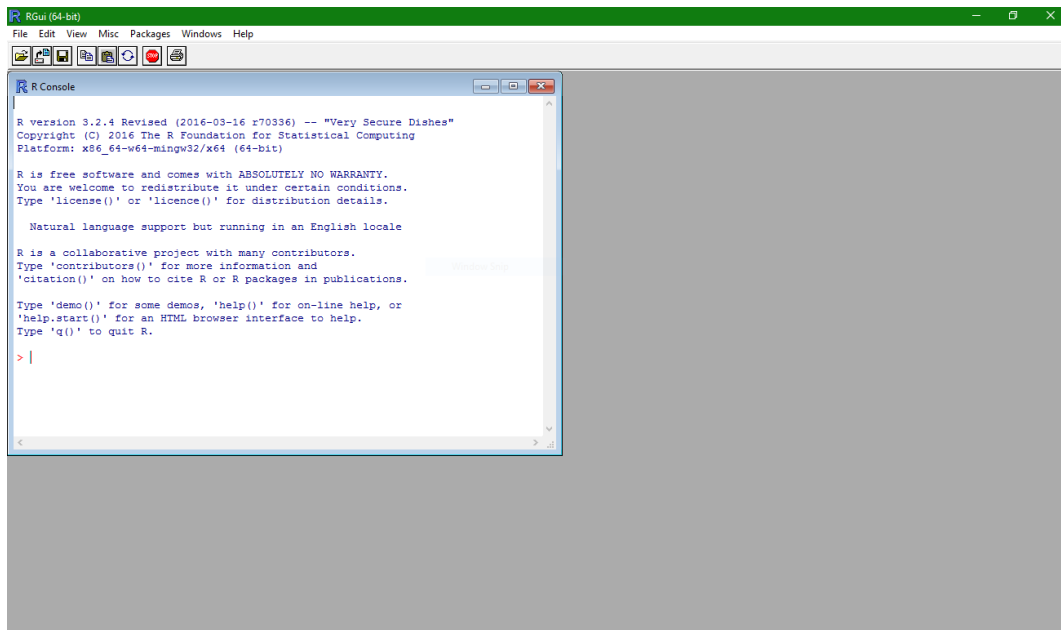 RGui (64-bit)
File Edit View Misc Packages Windows Help
STOP
R Console
R version 3.2.4 Revised (2016-03-16 r70336) -- "Very Secure Dishes"
Copyright (C) 2016 The R Foundation for Statistical Computing
Platform: x86_64-w64-mingw32/x64 (64-bit)
R is free software and comes with ABSOLUTELY NO WARRANTY.
You are welcome to redistribute it under certain conditions.
Type 'license()' or 'licence()' for distribution details.
Natural language support but running in an English locale
R is a collaborative project with many contributors.
Type 'contributors()' for more information and
'citation()' on how to cite R or R packages in publications.
Type 'demo()' for some demos, 'help()' for on-line help, or
'help.start()' for an HTML browser interface to help.
Type 'q()' to quit R.
>